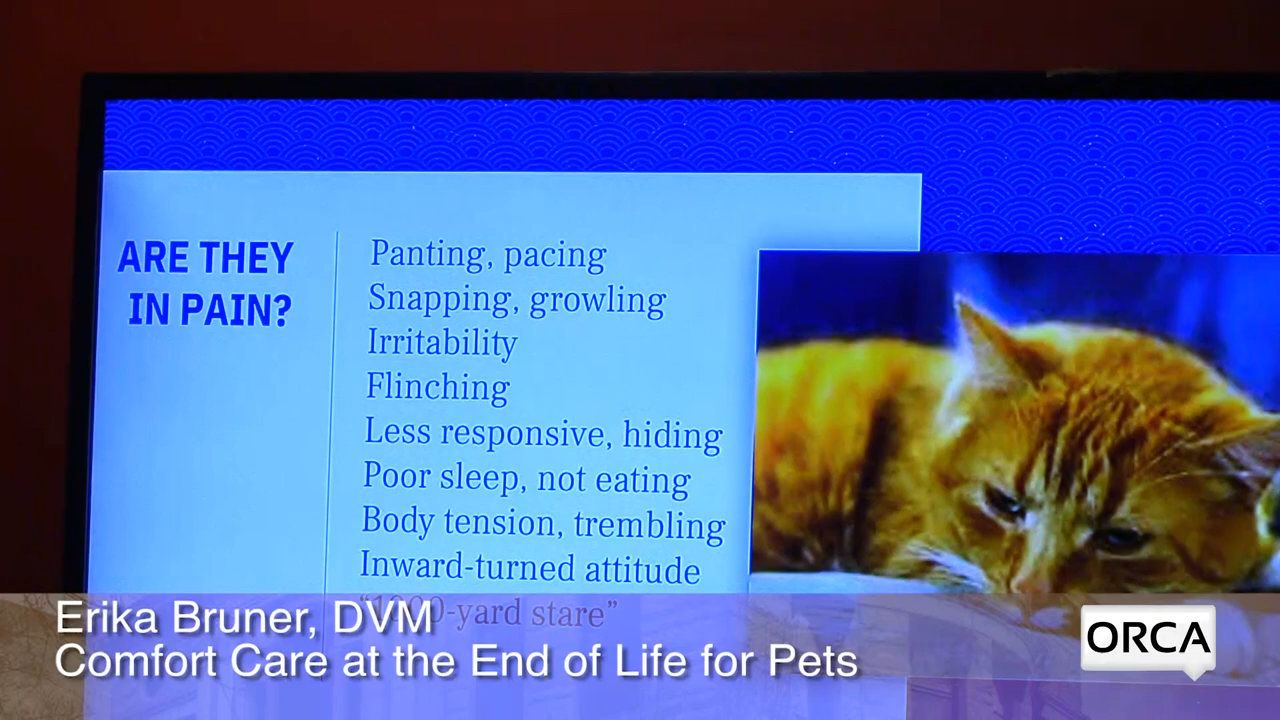 ARE THEY
IN PAIN?
Panting, pacing
Snapping, growling
Irritability
Flinching
Less responsive, hiding
Poor sleep, not eating
Body tension, trembling
Inward-turned attitude
-yard stare”
Erika Bruner, DVM
Comfort Care at the End of Life for Pets
ORCA